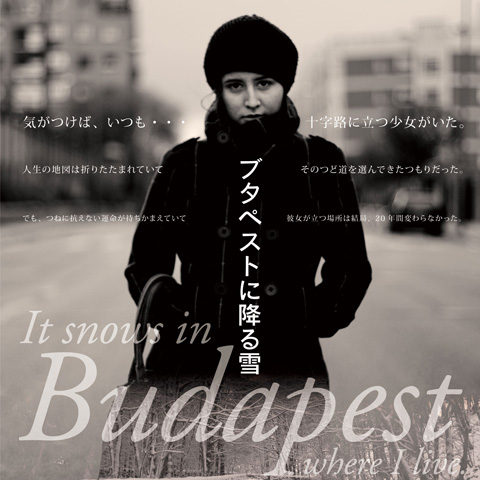 気がつけば、いつも・・・
十字路に立つ少女がいた。
人生の地図は折りたたまれていて
そのつど道を選んできたつもりだった。
でも、つねに抗えない運命が待ちかまえていて
彼女が立つ場所は結局、20年間変わらなかった。
ブタペストに降る雪
It snows in
Budapest
where I live.